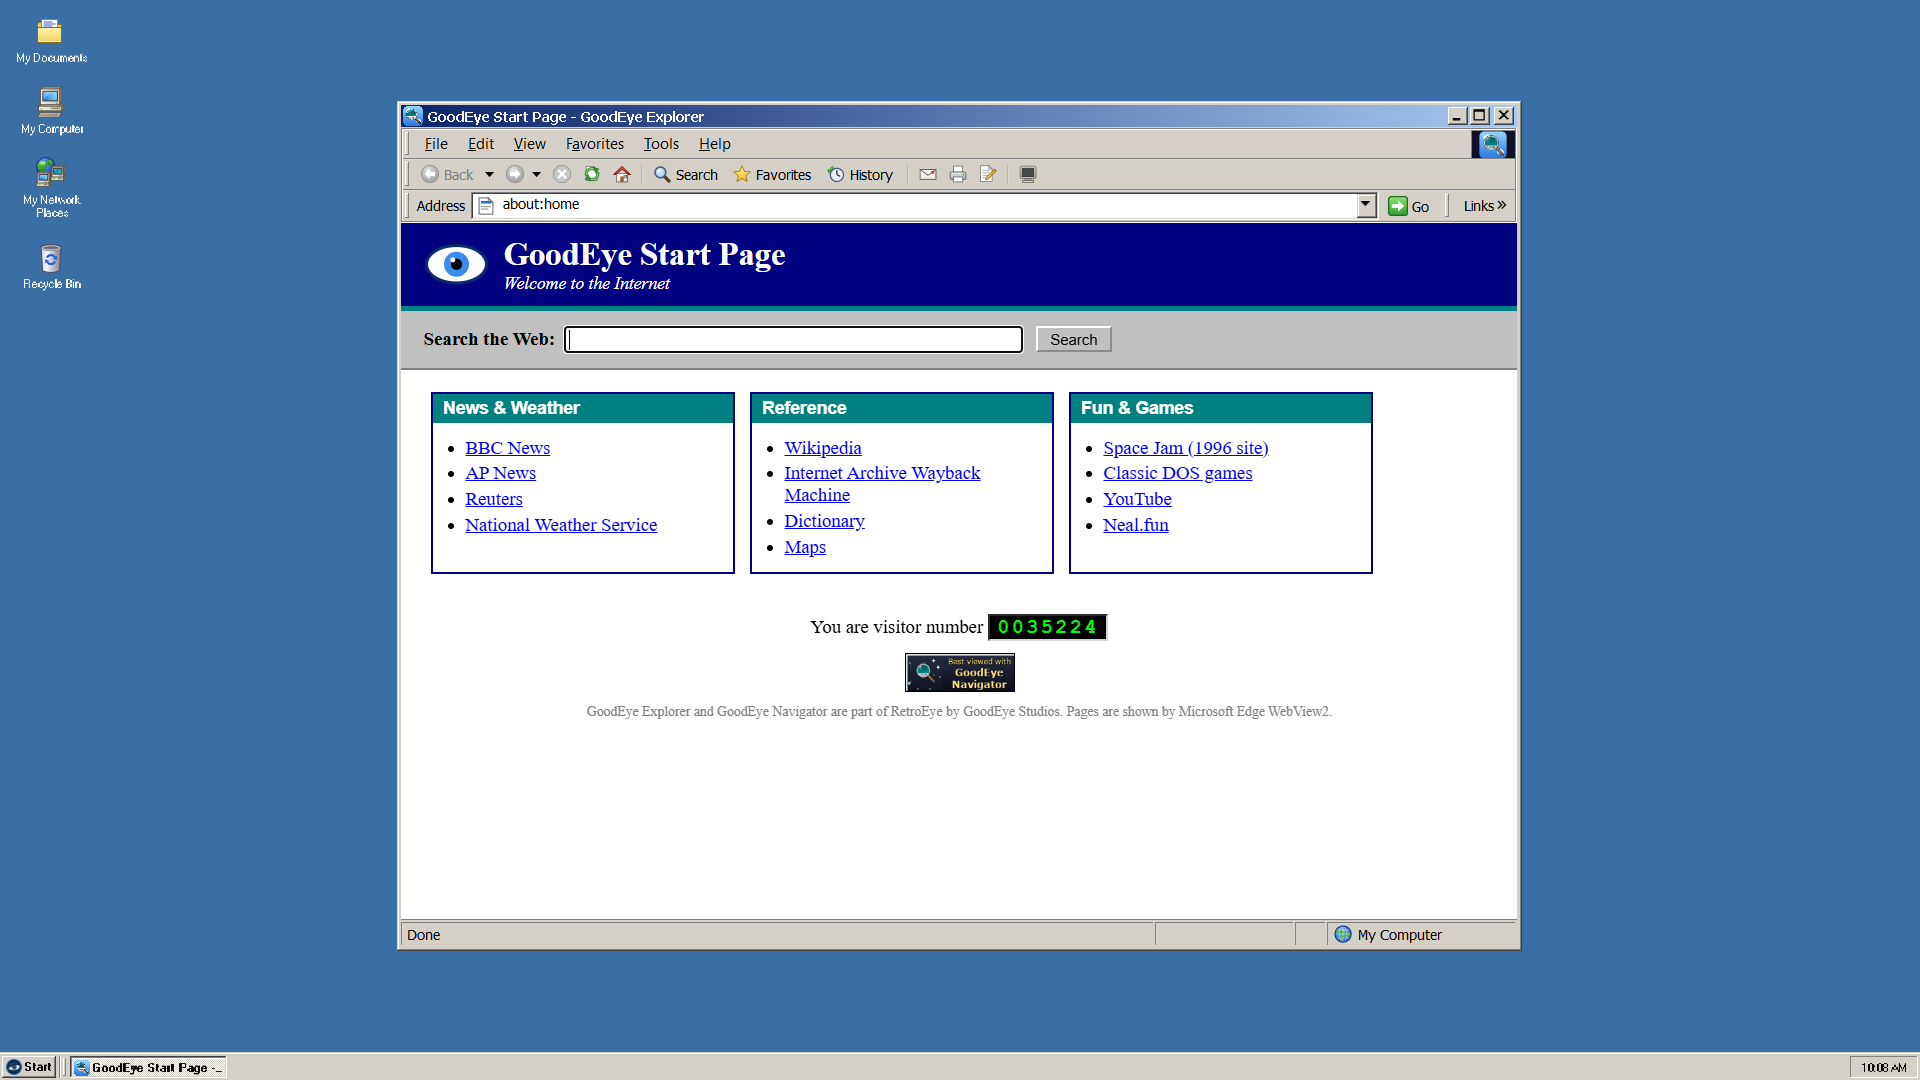 My Documents
My Computer
My Network
Places
Recycle Bin
GoodEye Start Page - GoodEye Explorer
File Edit View Favorites Tools Help
Back Search Favorites History
Address about:home Go Links »
GoodEye Start Page
Welcome to the Internet
Search the Web: Search
News & Weather
BBC News
AP News
Reuters
National Weather Service
Reference
Wikipedia
Internet Archive Wayback
Machine
Dictionary
Maps
Fun & Games
Space Jam (1996 site)
Classic DOS games
YouTube
Neal.fun
You are visitor number 0035224
Best viewed with
GoodEye
Navigator
GoodEye Explorer and GoodEye Navigator are part of RetroEye by GoodEye Studios. Pages are shown by Microsoft Edge WebView2.
Done My Computer
Start GoodEye Start Page -... 10:08 AM